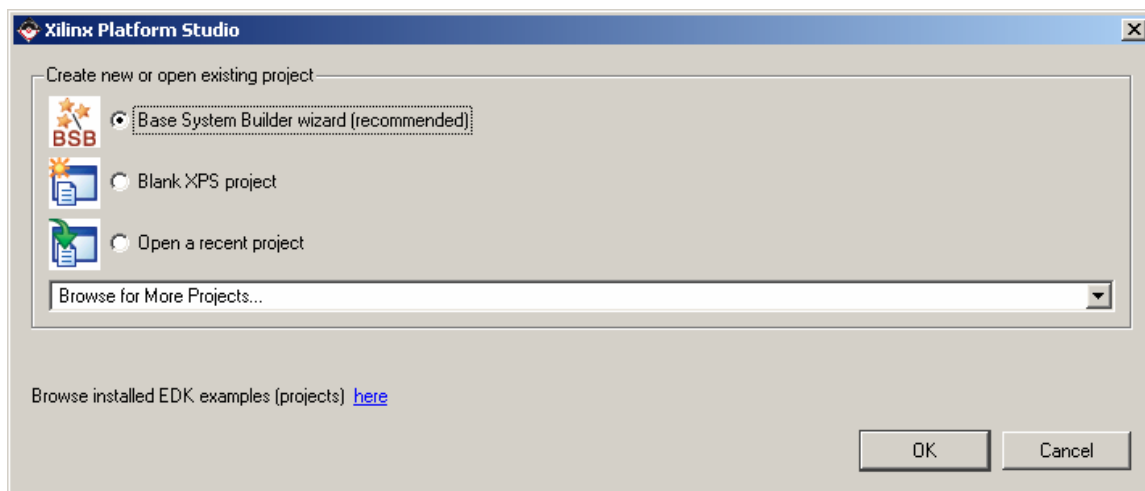 Xilinx Platform Studio
Create new or open existing project
BSB
Base System Builder wizard (recommended)
Blank XPS project
Open a recent project
Browse for More Projects...
Browse installed EDK examples (projects) here
OK
Cancel